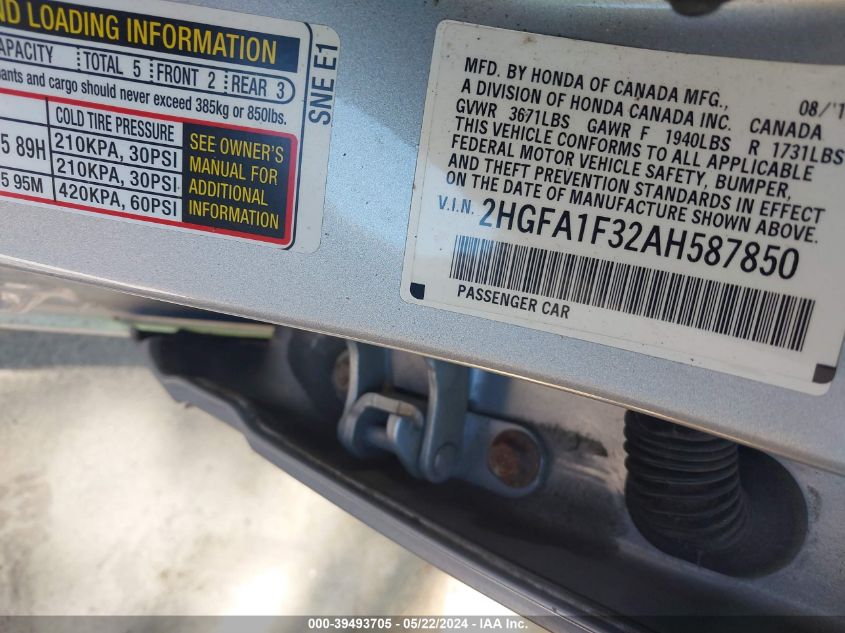 ND LOADING INFORMATION
CAPACITY TOTAL 5 FRONT 2 REAR 3
pants and cargo should never exceed 385kg or 850lbs.
COLD TIRE PRESSURE
5 89H 210KPA, 30PSI
210KPA, 30PSI
5 95M 420KPA, 60PSI
SEE OWNER'S
MANUAL FOR
ADDITIONAL
INFORMATION
SNE E1
MFD. BY HONDA OF CANADA MFG., 08/'1
A DIVISION OF HONDA CANADA INC. CANADA
GVWR 3671LBS GAWR F 1940LBS R 1731LBS
THIS VEHICLE CONFORMS TO ALL APPLICABLE
FEDERAL MOTOR VEHICLE SAFETY, BUMPER,
AND THEFT PREVENTION STANDARDS IN EFFECT
ON THE DATE OF MANUFACTURE SHOWN ABOVE.
V.I.N. 2HGFA1F32AH587850
PASSENGER CAR
000-39493705 - 05/22/2024 - IAA Inc.